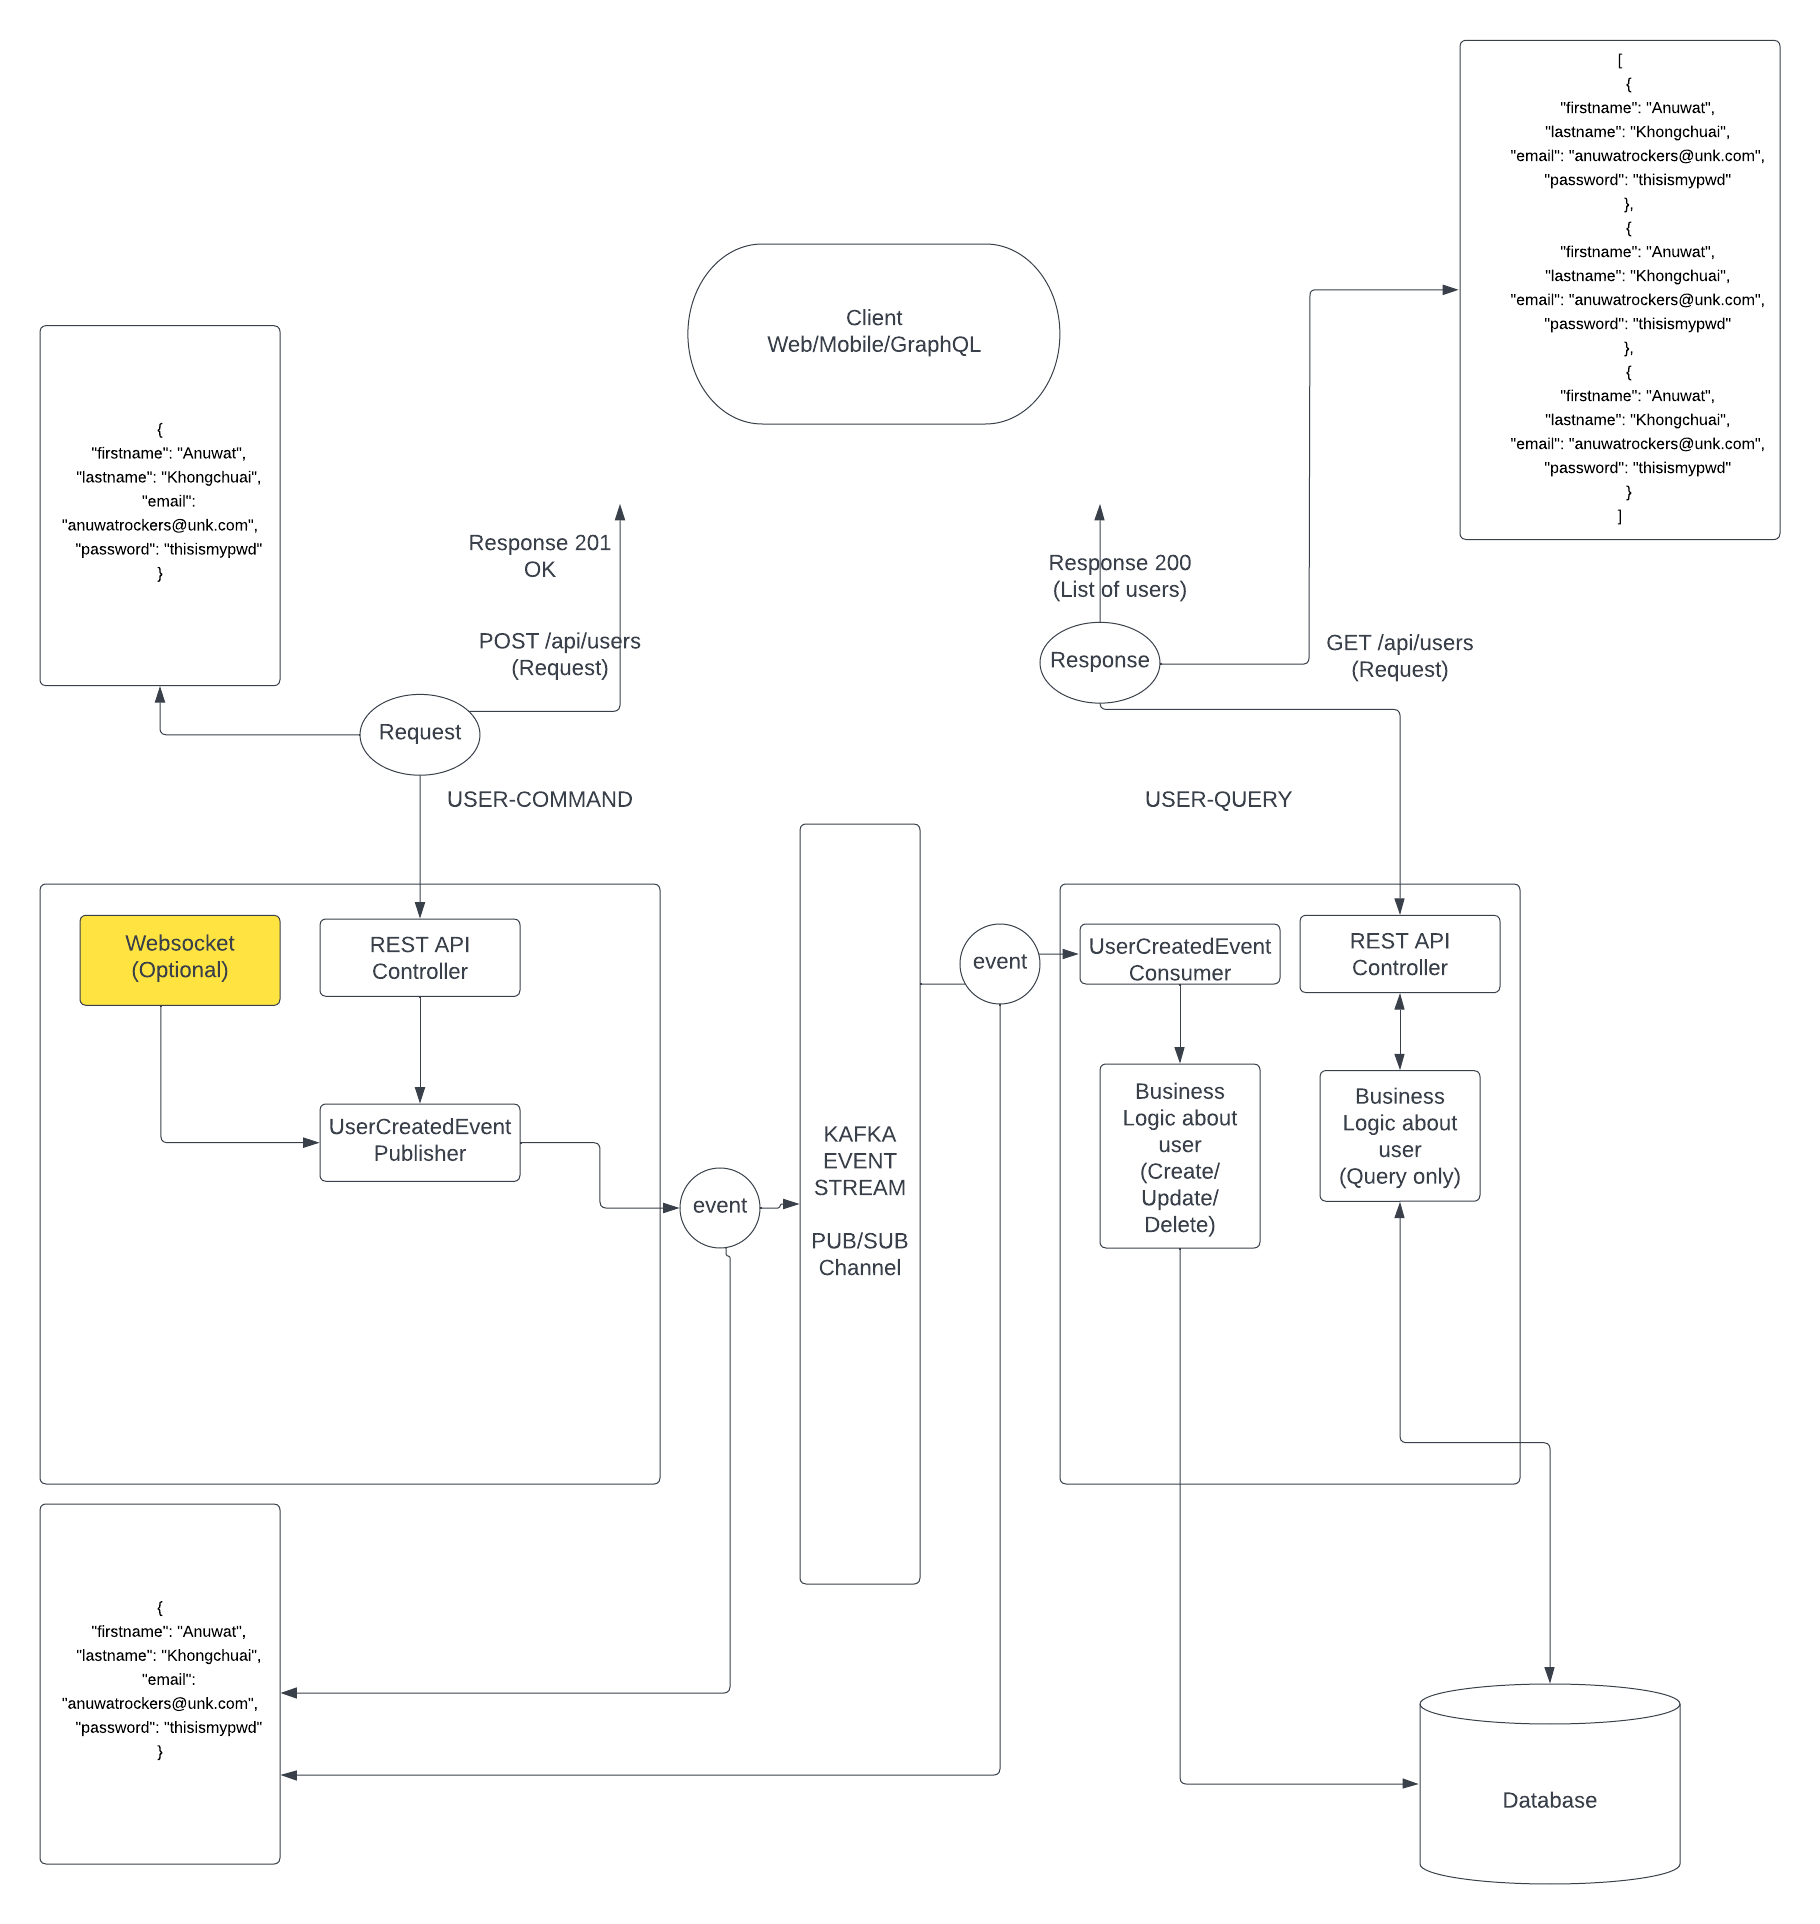 [
{
"firstname": "Anuwat",
"lastname": "Khongchuai",
"email": "anuwatrockers@unk.com",
"password": "thisismypwd"
},
{
"firstname": "Anuwat",
"lastname": "Khongchuai",
"email": "anuwatrockers@unk.com",
"password": "thisismypwd"
},
{
"firstname": "Anuwat",
"lastname": "Khongchuai",
"email": "anuwatrockers@unk.com",
"password": "thisismypwd"
}
]
Client
Web/Mobile/GraphQL
{
"firstname": "Anuwat",
"lastname": "Khongchuai",
"email":
"anuwatrockers@unk.com",
"password": "thisismypwd"
}
Response 201
OK
POST /api/users
(Request)
Request
Response 200
(List of users)
Response
GET /api/users
(Request)
USER-COMMAND
USER-QUERY
Websocket
(Optional)
REST API
Controller
UserCreatedEvent
Publisher
event
KAFKA
EVENT
STREAM
PUB/SUB
Channel
event
UserCreatedEvent
Consumer
REST API
Controller
Business
Logic about
user
(Create/
Update/
Delete)
Business
Logic about
user
(Query only)
{
"firstname": "Anuwat",
"lastname": "Khongchuai",
"email":
"anuwatrockers@unk.com",
"password": "thisismypwd"
}
Database